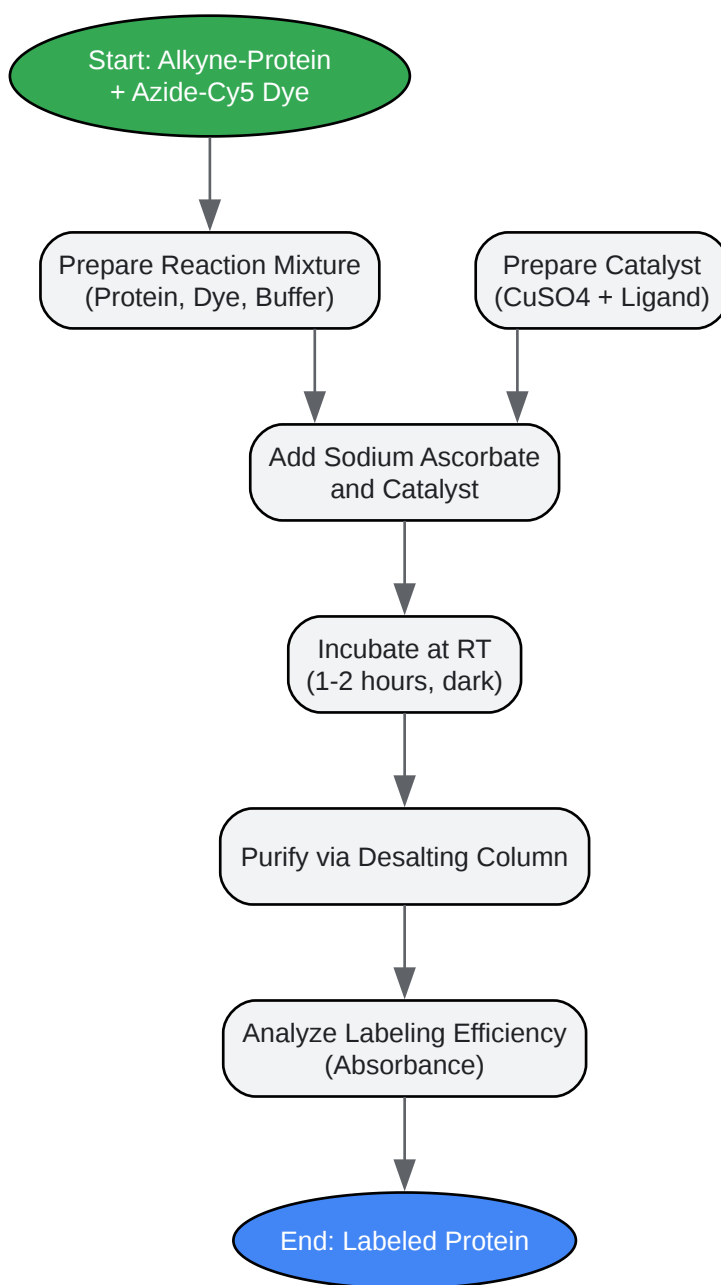 Start: Alkyne-Protein
+ Azide-Cy5 Dye
Prepare Reaction Mixture
(Protein, Dye, Buffer)
Prepare Catalyst
(CuSO4 + Ligand)
Add Sodium Ascorbate
and Catalyst
Incubate at RT
(1-2 hours, dark)
Purify via Desalting Column
Analyze Labeling Efficiency
(Absorbance)
End: Labeled Protein